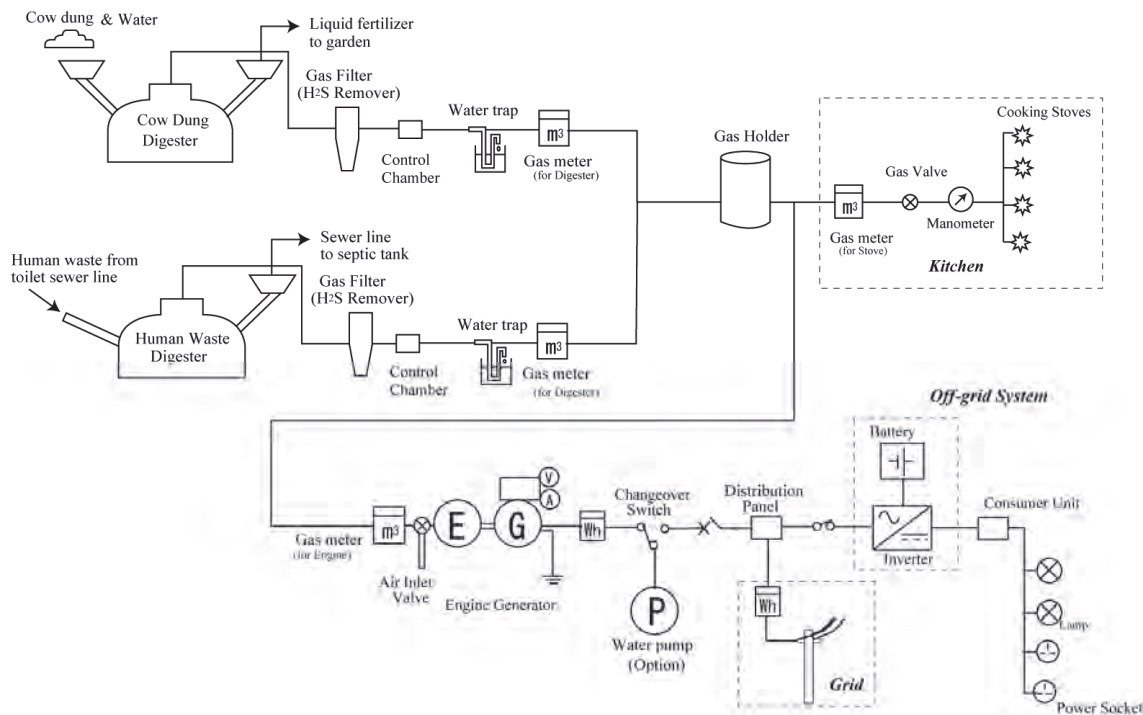 Cow dung & Water
Liquid fertilizer
to garden
Cow Dung
Digester
Gas Filter
(H2S Remover)
Control
Chamber
Water trap
m3
Gas meter
(for Digester)
Gas Holder
Cooking Stoves
Gas Valve
m3
Manometer
Gas meter
(for Stove)
Kitchen
Human waste from
toilet sewer line
Sewer line
to septic tank
Human Waste
Digester
Gas Filter
(H2S Remover)
Control
Chamber
Water trap
m3
Gas meter
(for Digester)
Off-grid System
Battery
Inverter
Consumer Unit
Lamp
Power Socket
m3
Gas meter
(for Engine)
Air Inlet
Valve
E
G
V
A
Engine Generator
Wh
Changeover
Switch
P
Water pump
(Option)
Distribution
Panel
Wh
Grid